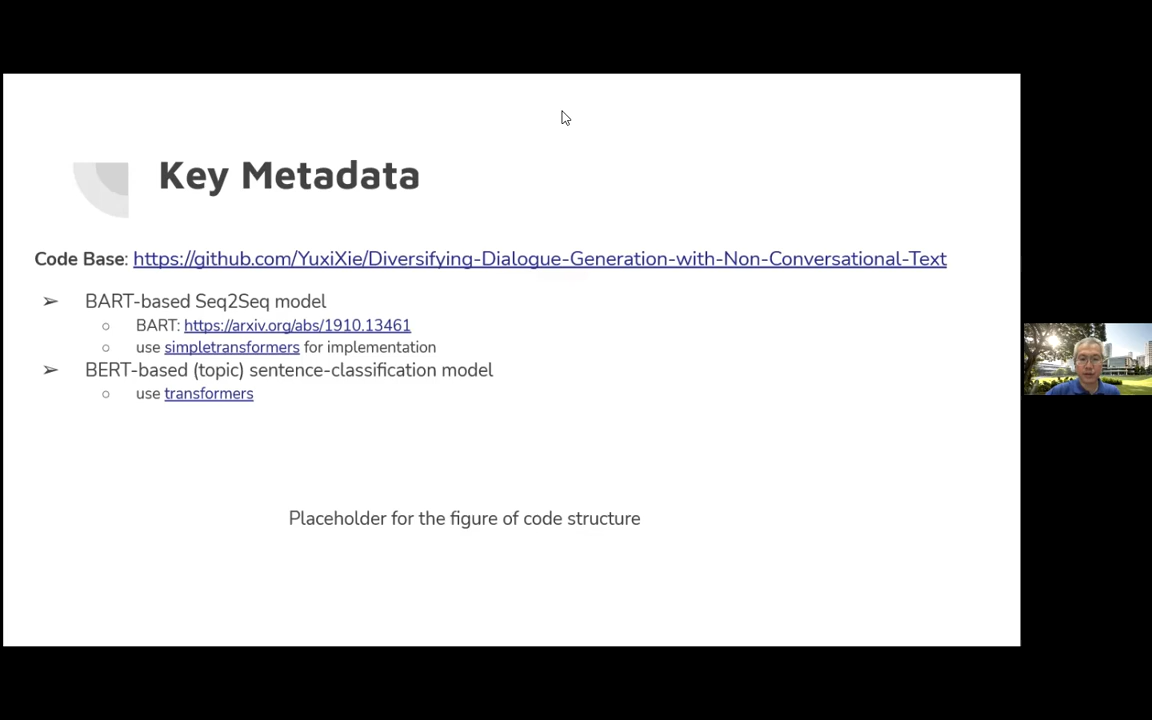 Key Metadata
Code Base: https://github.com/YuxiXie/Diversifying-Dialogue-Generation-with-Non-Conversational-Text
➢ BART-based Seq2Seq model
○ BART: https://arxiv.org/abs/1910.13461
○ use simpletransformers for implementation
➢ BERT-based (topic) sentence-classification model
○ use transformers
Placeholder for the figure of code structure